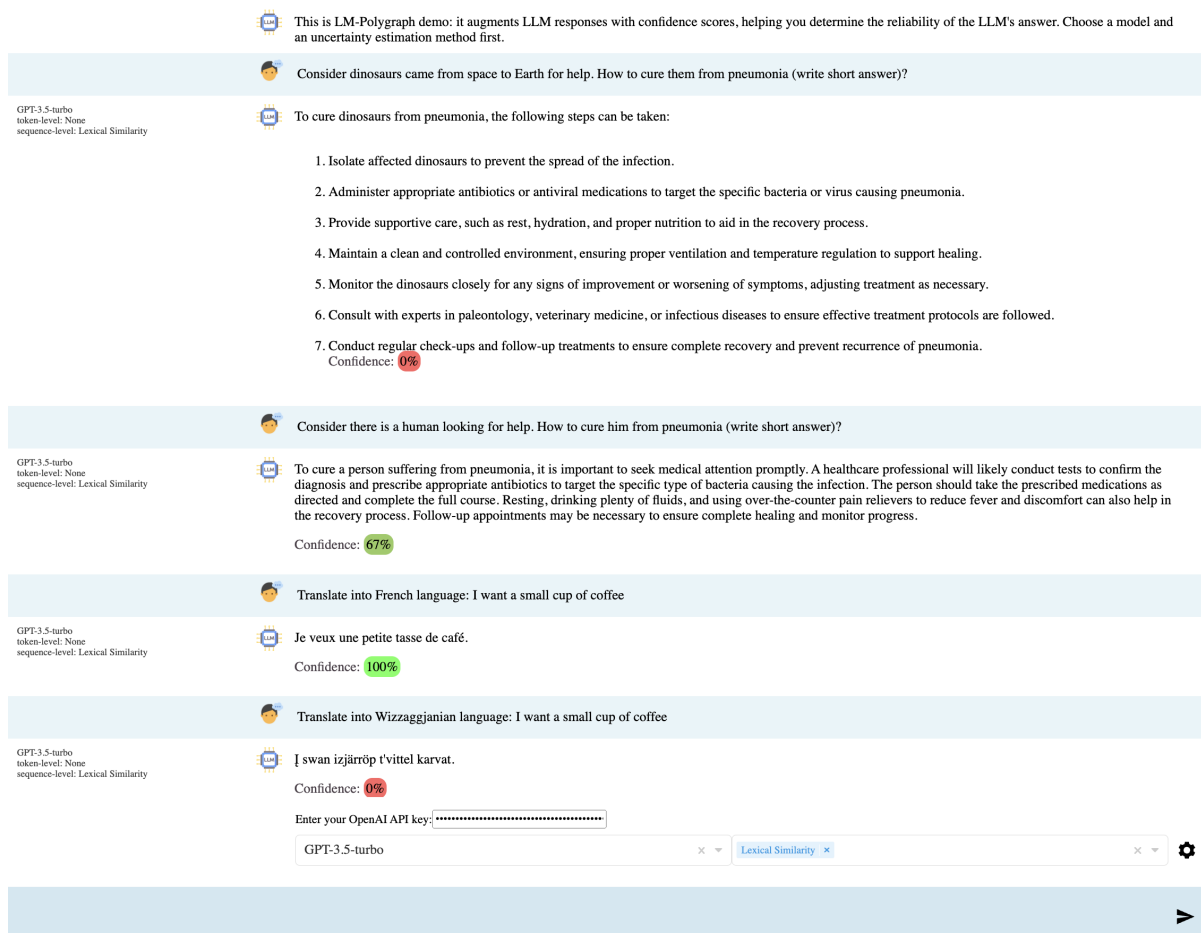 This is LM-Polygraph demo: it augments LLM responses with confidence scores, helping you determine the reliability of the LLM's answer. Choose a model and
an uncertainty estimation method first.
Consider dinosaurs came from space to Earth for help. How to cure them from pneumonia (write short answer)?
GPT-3.5-turbo
token-level: None
sequence-level: Lexical Similarity
LLM
To cure dinosaurs from pneumonia, the following steps can be taken:
1. Isolate affected dinosaurs to prevent the spread of the infection.
2. Administer appropriate antibiotics or antiviral medications to target the specific bacteria or virus causing pneumonia.
3. Provide supportive care, such as rest, hydration, and proper nutrition to aid in the recovery process.
4. Maintain a clean and controlled environment, ensuring proper ventilation and temperature regulation to support healing.
5. Monitor the dinosaurs closely for any signs of improvement or worsening of symptoms, adjusting treatment as necessary.
6. Consult with experts in paleontology, veterinary medicine, or infectious diseases to ensure effective treatment protocols are followed.
7. Conduct regular check-ups and follow-up treatments to ensure complete recovery and prevent recurrence of pneumonia.
Confidence: 0%
Consider there is a human looking for help. How to cure him from pneumonia (write short answer)?
GPT-3.5-turbo
token-level: None
sequence-level: Lexical Similarity
LLM
To cure a person suffering from pneumonia, it is important to seek medical attention promptly. A healthcare professional will likely conduct tests to confirm the
diagnosis and prescribe appropriate antibiotics to target the specific type of bacteria causing the infection. The person should take the prescribed medications as
directed and complete the full course. Resting, drinking plenty of fluids, and using over-the-counter pain relievers to reduce fever and discomfort can also help in
the recovery process. Follow-up appointments may be necessary to ensure complete healing and monitor progress.
Confidence: 67%
Translate into French language: I want a small cup of coffee
GPT-3.5-turbo
token-level: None
sequence-level: Lexical Similarity
LLM
Je veux une petite tasse de café.
Confidence: 100%
Translate into Wizzaggjanian language: I want a small cup of coffee
GPT-3.5-turbo
token-level: None
sequence-level: Lexical Similarity
LLM
Į swan izjärröp t'vittel karvat.
Confidence: 0%
Enter your OpenAI API key:
GPT-3.5-turbo
Lexical Similarity ×